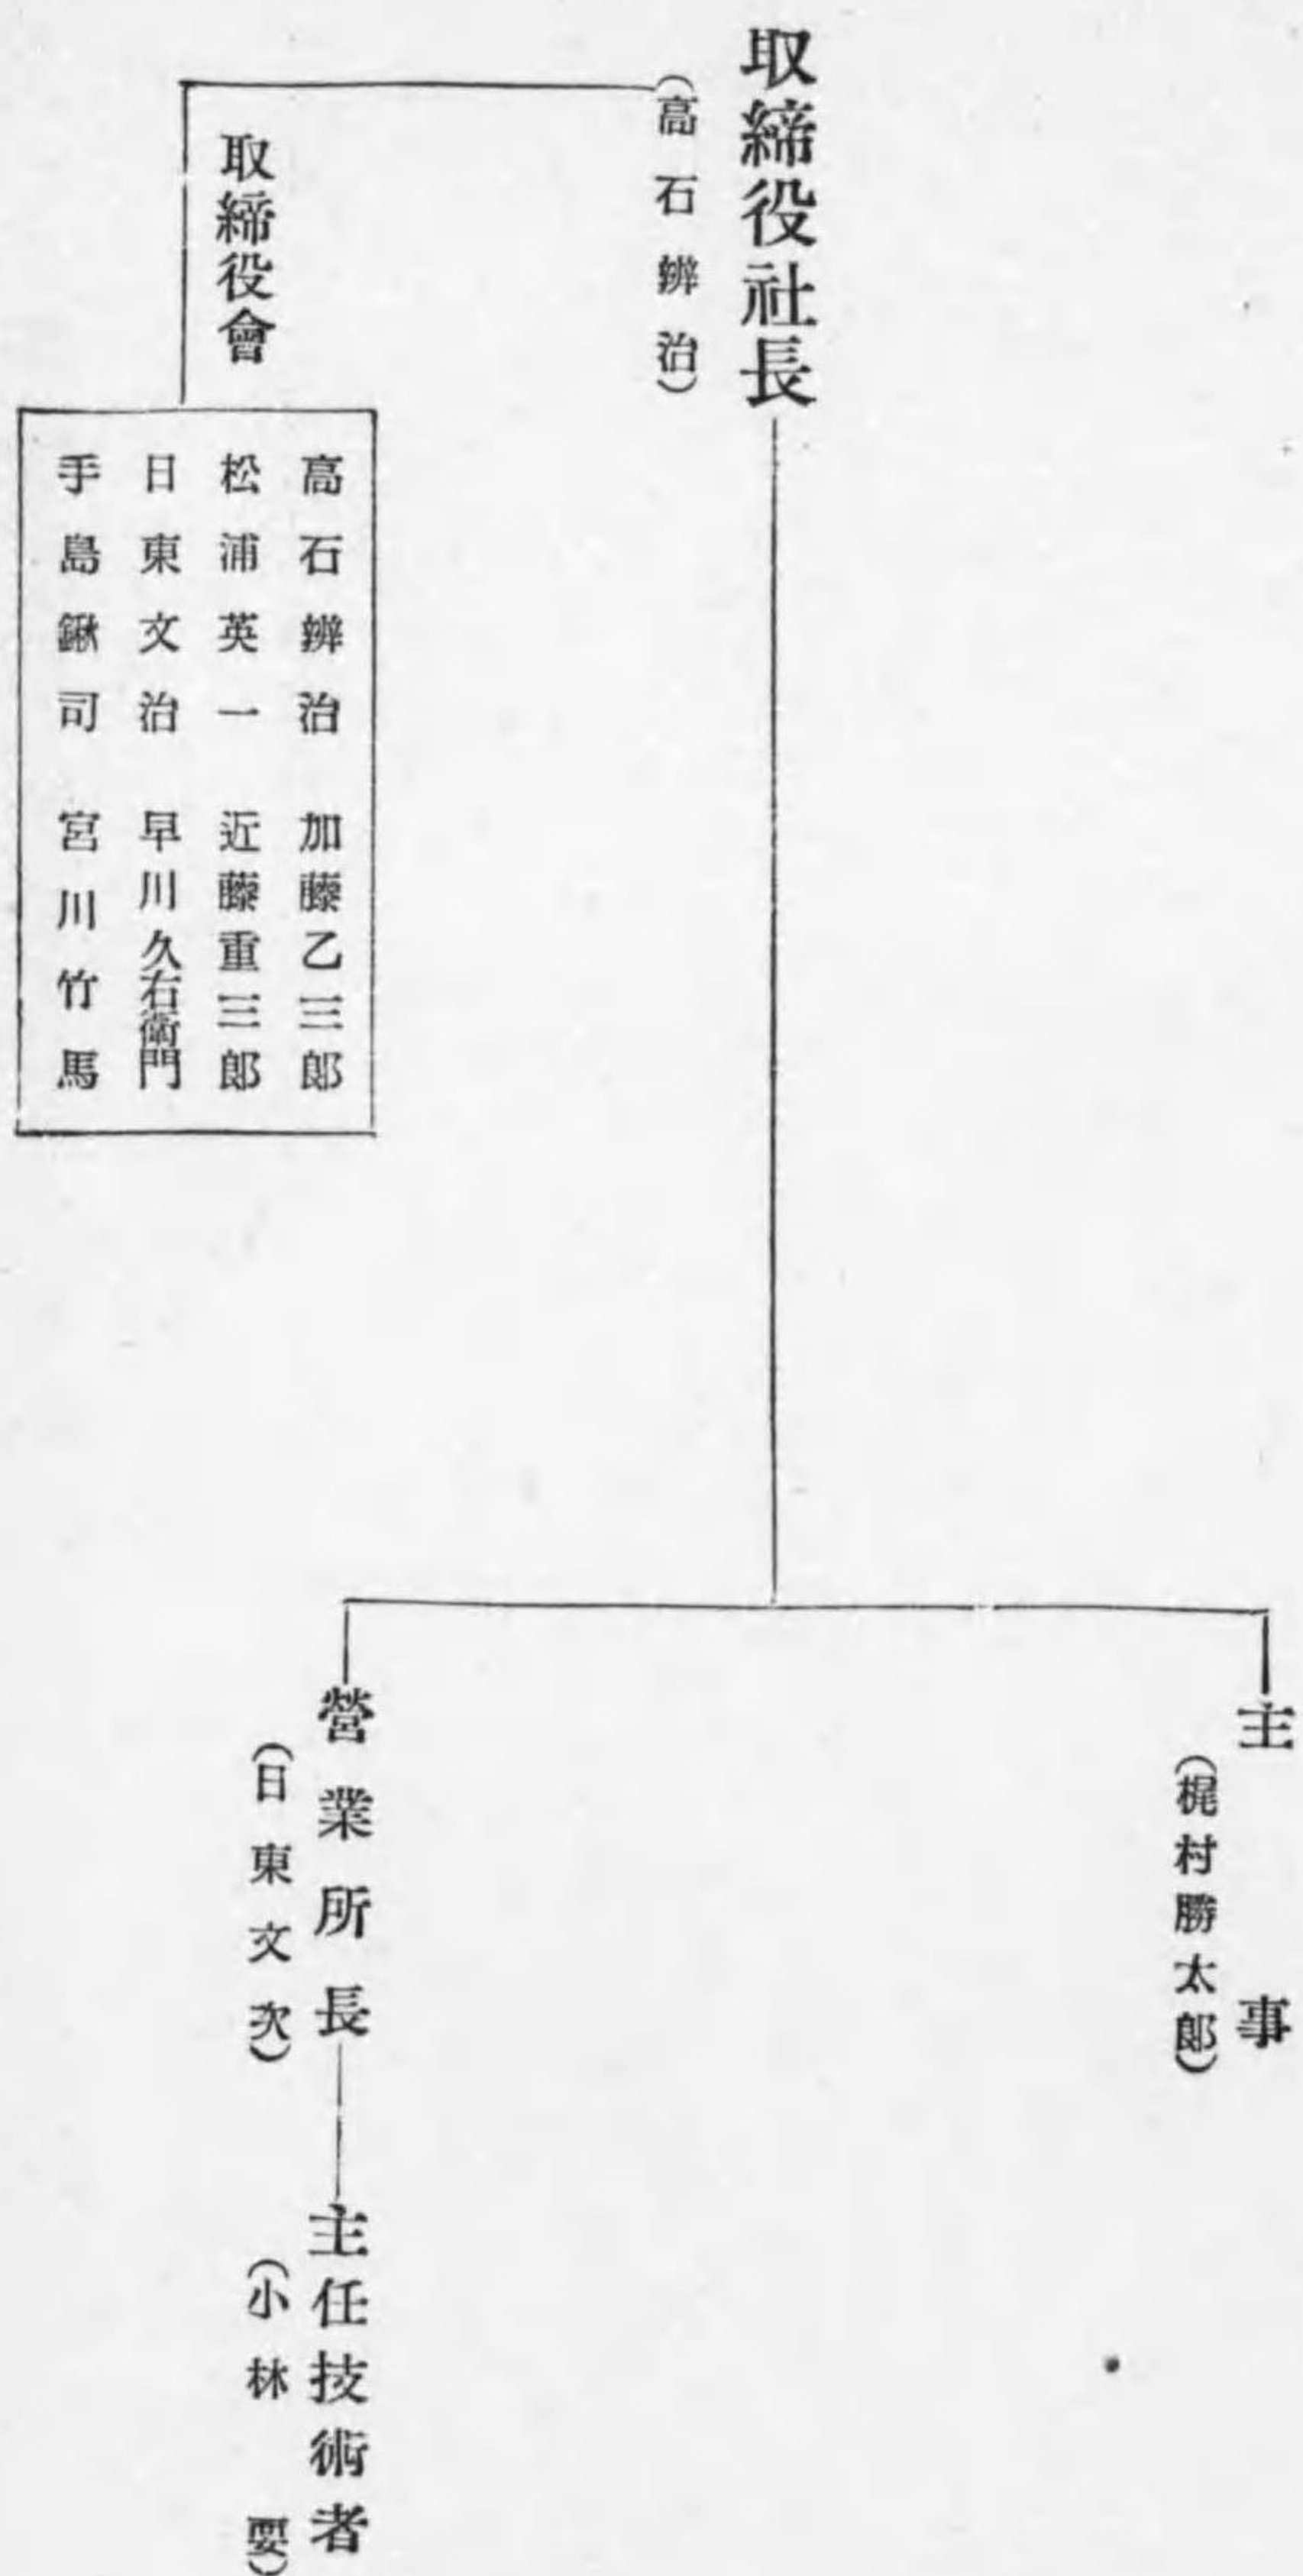 取締役社長
(高石辨治)
取締役會
高石辨治 加藤乙三郎
松浦英一 近藤重三郎
日東文治 早川久右衞門
手島鍬司 宮川竹馬
主事
(梶村勝太郎)
營業所長
(日東文次)
主任技術者
(小林要)